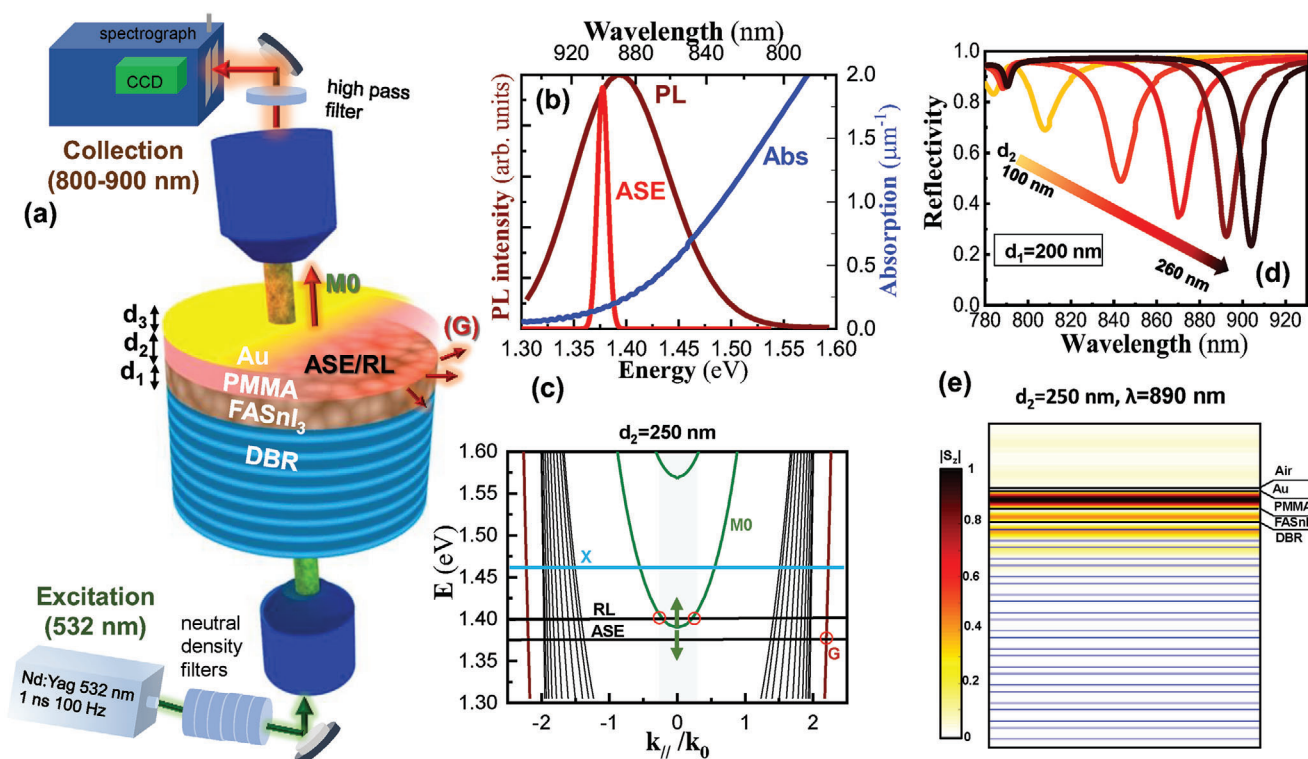 spectrograph
CCD
high pass
filter
Collection
(800-900 nm)
(a)
M0
d₃
d₂
d₁
(G)
Au
ASE/RL
PMMA
FASnI₃
DBR
Excitation
(532 nm)
neutral
density
filters
Nd:Yag 532 nm
1 ns 100 Hz
Wavelength (nm)
920 880 840 800
(b)
PL
Abs
ASE
PL intensity (arb. units)
Absorption (μm⁻¹)
2.0
1.5
1.0
0.5
0.0
1.30 1.35 1.40 1.45 1.50 1.55 1.60
Energy (eV)
(c)
d₂=250 nm
E (eV)
1.60
1.55
1.50
1.45
1.40
1.35
1.30
M0
X
RL
ASE
G
-2 -1 0 1 2
k// /k₀
Reflectivity
1.0
0.8
0.6
0.4
0.2
0.0
d₂
100 nm
260 nm
d₁=200 nm
(d)
780 800 820 840 860 880 900 920
Wavelength (nm)
(e)
d₂=250 nm, λ=890 nm
|S_z|
1
0.8
0.6
0.4
0.2
0
Air
Au
PMMA
FASnI
DBR